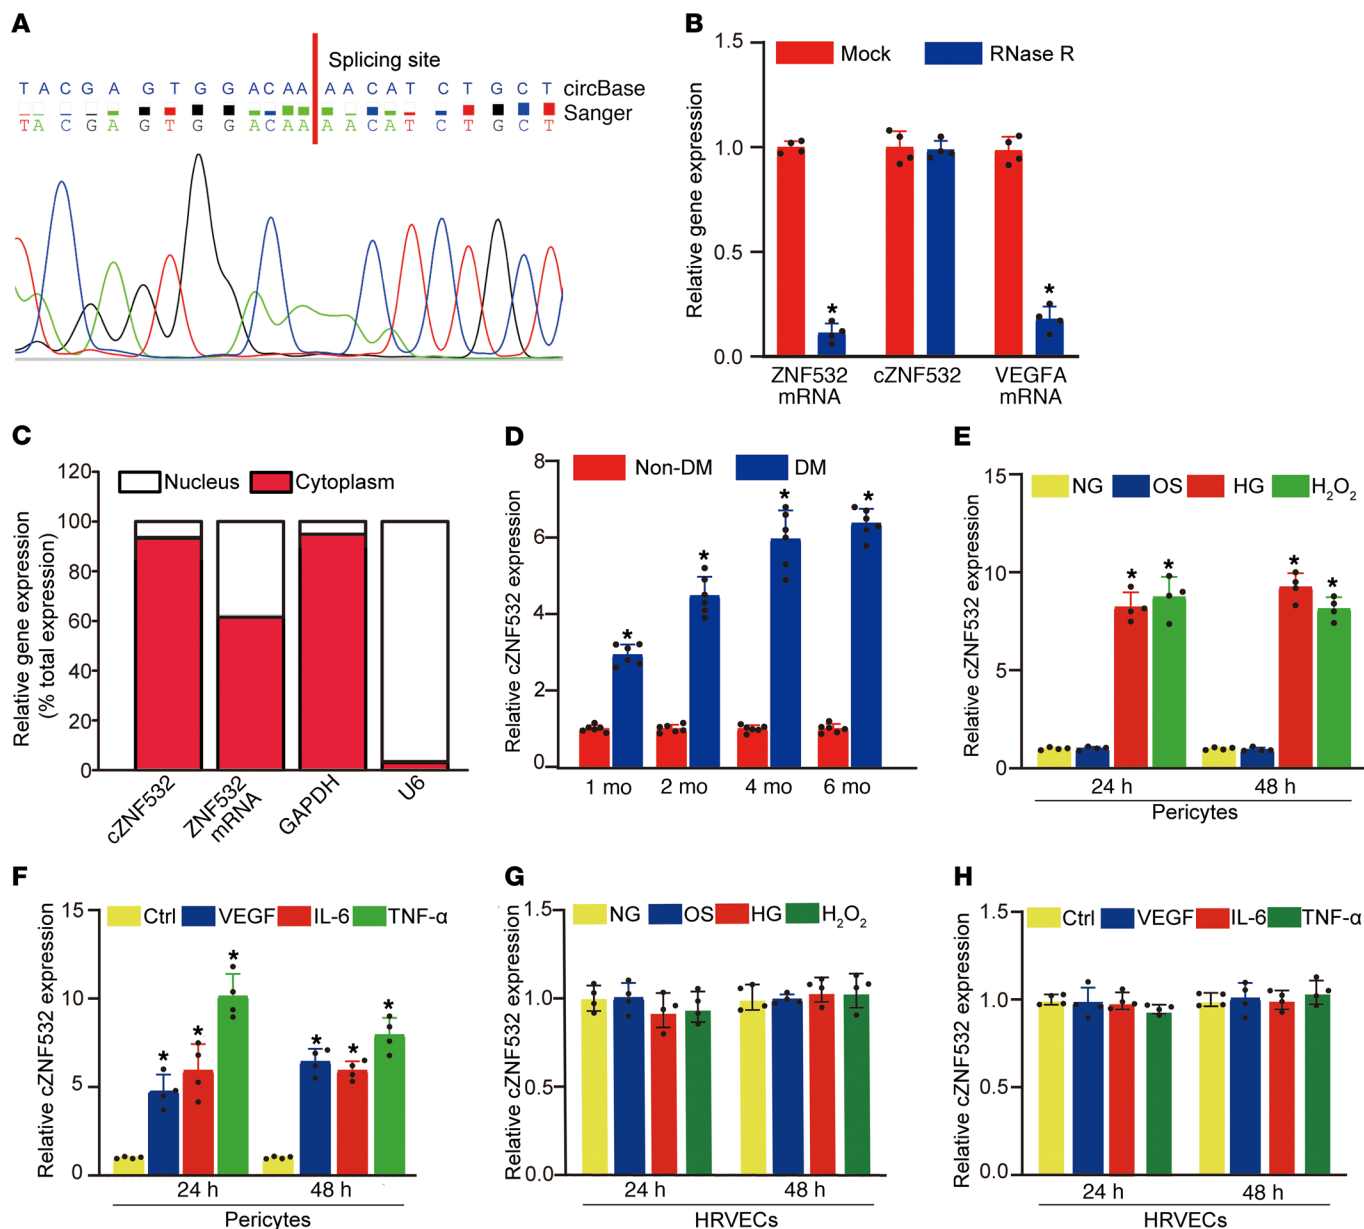 A
Splicing site
T A C G A G T G G A C A A A A C A T C T G C T circBase
Sanger
T A C G A G T G G A C A A A A C A T C T G C T
B
Relative gene expression
1.5
1.0
0.5
0.0
Mock RNase R
*
*
ZNF532 mRNA
cZNF532
VEGFA mRNA
C
Relative gene expression
(% total expression)
120
100
80
60
40
20
0
Nucleus Cytoplasm
cZNF532
ZNF532 mRNA
GAPDH
U6
D
Relative cZNF532 expression
8
6
4
2
0
Non-DM DM
* * * *
1 mo 2 mo 4 mo 6 mo
E
Relative cZNF532 expression
15
10
5
0
NG OS HG H2O2
* * * *
24 h 48 h
Pericytes
F
Relative cZNF532 expression
15
10
5
0
Ctrl VEGF IL-6 TNF-α
* * * * * *
24 h 48 h
Pericytes
G
Relative cZNF532 expression
1.5
1.0
0.5
0.0
NG OS HG H2O2
24 h 48 h
HRVECs
H
Relative cZNF532 expression
1.5
1.0
0.5
0.0
Ctrl VEGF IL-6 TNF-α
24 h 48 h
HRVECs